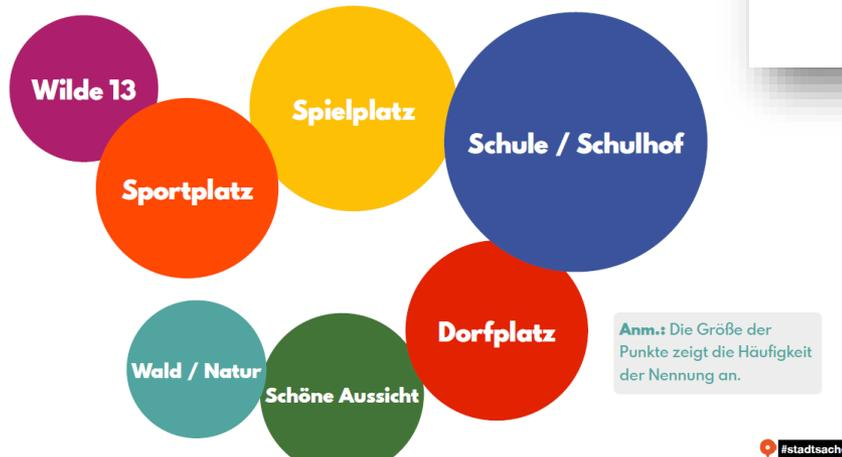 Wilde 13
Spielplatz
Schule / Schulhof
Sportplatz
Dorfplatz
Wald / Natur
Schöne Aussicht
Anm.: Die Größe der
Punkte zeigt die Häufigkeit
der Nennung an.
#stadtsach